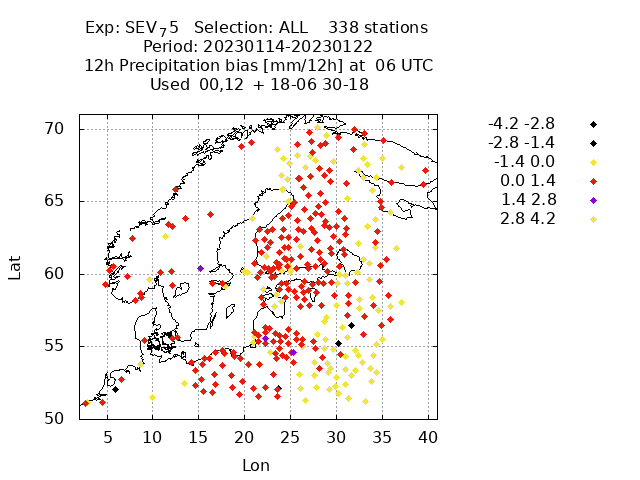 Exp: SEV₇5 Selection: ALL 338 stations
Period: 20230114-20230122
12h Precipitation bias [mm/12h] at 06 UTC
Used 00,12 + 18-06 30-18
70
65
60
55
50
5 10 15 20 25 30 35 40
Lat
Lon
-4.2 -2.8
-2.8 -1.4
-1.4 0.0
0.0 1.4
1.4 2.8
2.8 4.2